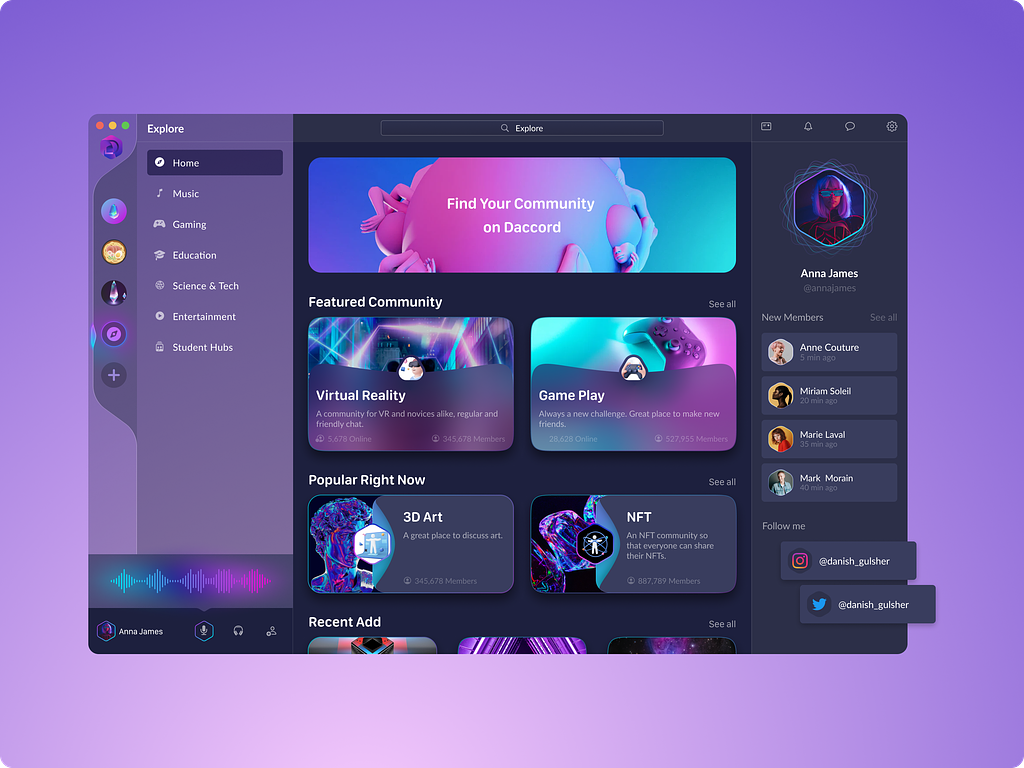 Explore
Home
Music
Gaming
Education
Science & Tech
Entertainment
Student Hubs
Anna James
Explore
Find Your Community
on Daccord
Featured Community
See all
Virtual Reality
A community for VR and novices alike, regular and
friendly chat.
5,678 Online
345,678 Members
Game Play
Always a new challenge. Great place to make new
friends.
28,628 Online
527,955 Members
Popular Right Now
See all
3D Art
A great place to discuss art.
345,678 Members
NFT
An NFT community so
that everyone can share
their NFTs.
887,789 Members
Recent Add
See all
Anna James
@annajames
New Members
See all
Anne Couture
5 min ago
Miriam Soleil
20 min ago
Marie Laval
35 min ago
Mark Morain
40 min ago
Follow me
@danish_gulsher
@danish_gulsher